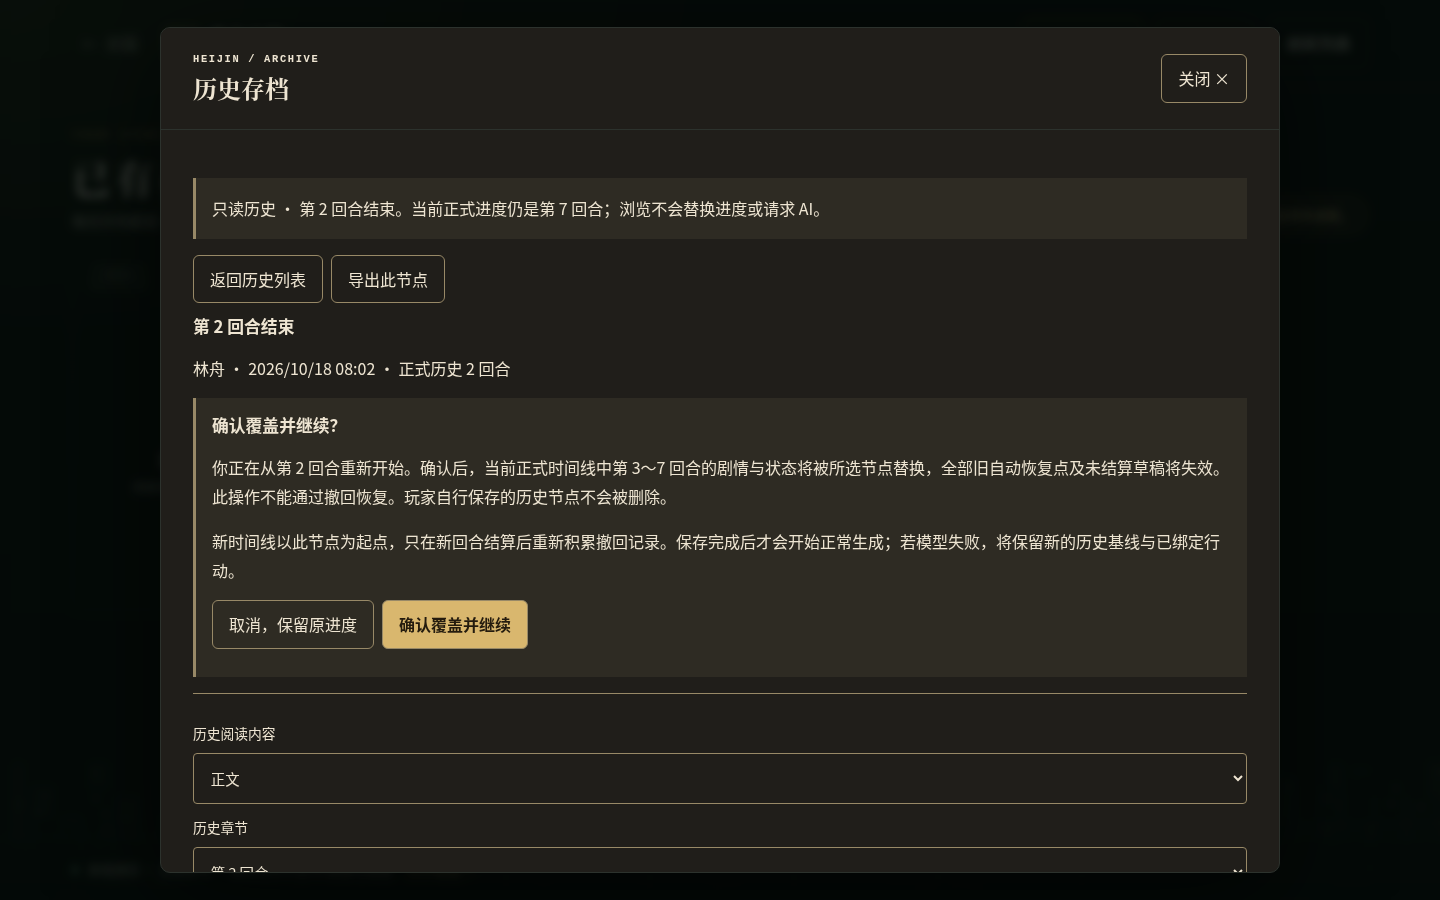 HEIJIN / ARCHIVE
历史存档
关闭 ×
只读历史 · 第 2 回合结束。当前正式进度仍是第 7 回合；浏览不会替换进度或请求 AI。
返回历史列表
导出此节点
第 2 回合结束
林舟 · 2026/10/18 08:02 · 正式历史 2 回合
确认覆盖并继续？
你正在从第 2 回合重新开始。确认后，当前正式时间线中第 3～7 回合的剧情与状态将被所选节点替换，全部旧自动恢复点及未结算草稿将失效。
此操作不能通过撤回恢复。玩家自行保存的历史节点不会被删除。
新时间线以此节点为起点，只在新回合结算后重新积累撤回记录。保存完成后才会开始正常生成；若模型失败，将保留新的历史基线与已绑定行
动。
取消，保留原进度
确认覆盖并继续
历史阅读内容
正文
历史章节
第 2 回合
已有